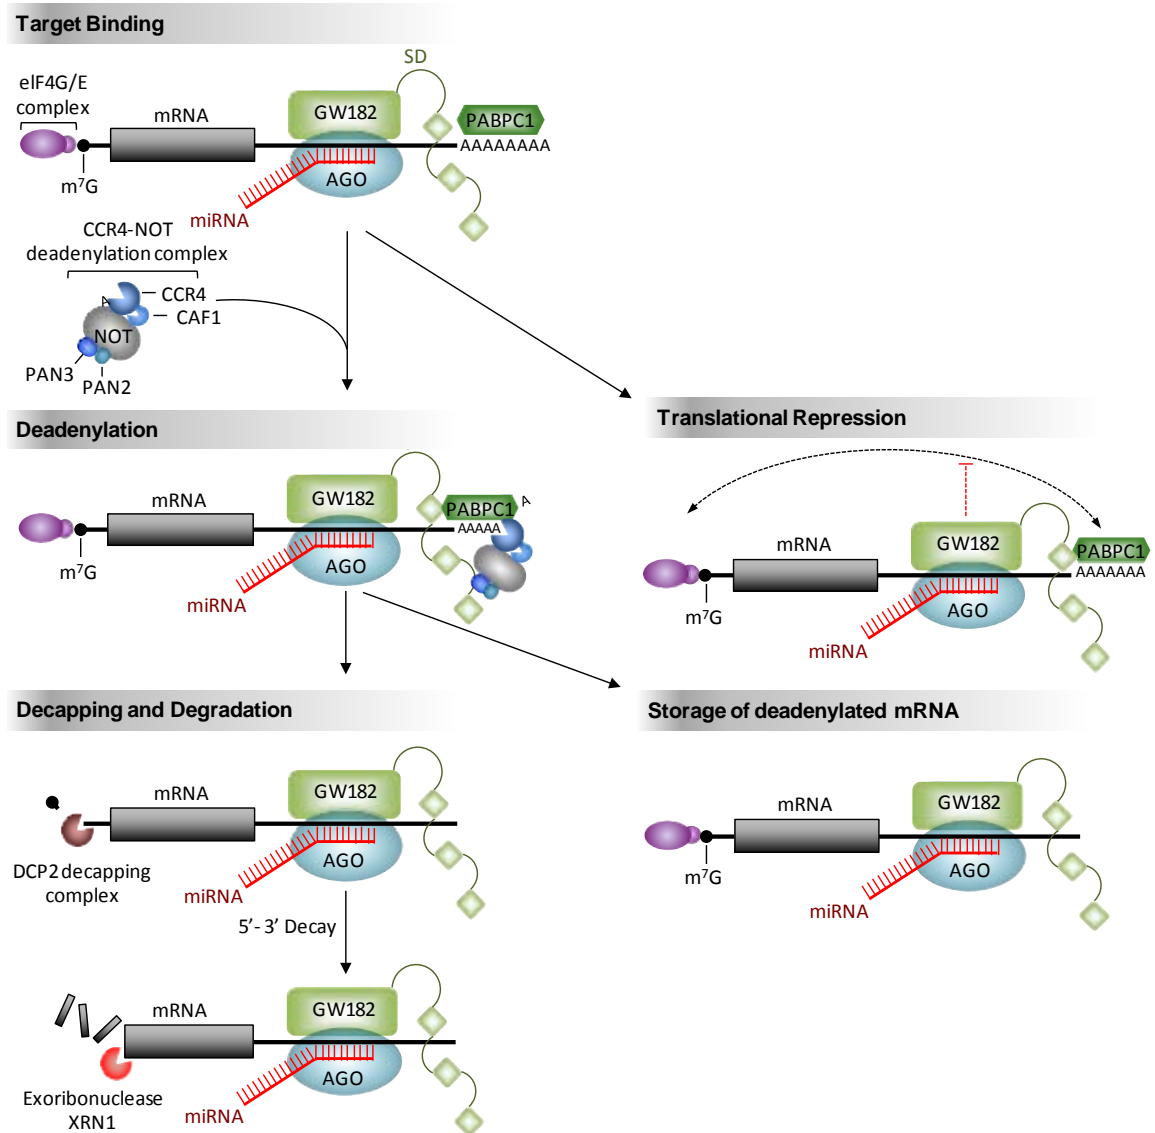 Target Binding
SD
eIF4G/E
complex
mRNA
GW182
PABPC1
AAAAAAAA
m⁷G
AGO
miRNA
CCR4-NOT
deadenylation complex
A
CCR4
CAF1
NOT
PAN3
PAN2
Deadenylation
mRNA
GW182
PABPC1
A
AAAAA
m⁷G
AGO
miRNA
Translational Repression
mRNA
GW182
PABPC1
AAAAAAA
m⁷G
AGO
miRNA
Decapping and Degradation
mRNA
GW182
DCP2 decapping
complex
AGO
miRNA
5’- 3’ Decay
mRNA
GW182
AGO
Exoribonuclease
XRN1
miRNA
Storage of deadenylated mRNA
mRNA
GW182
m⁷G
AGO
miRNA